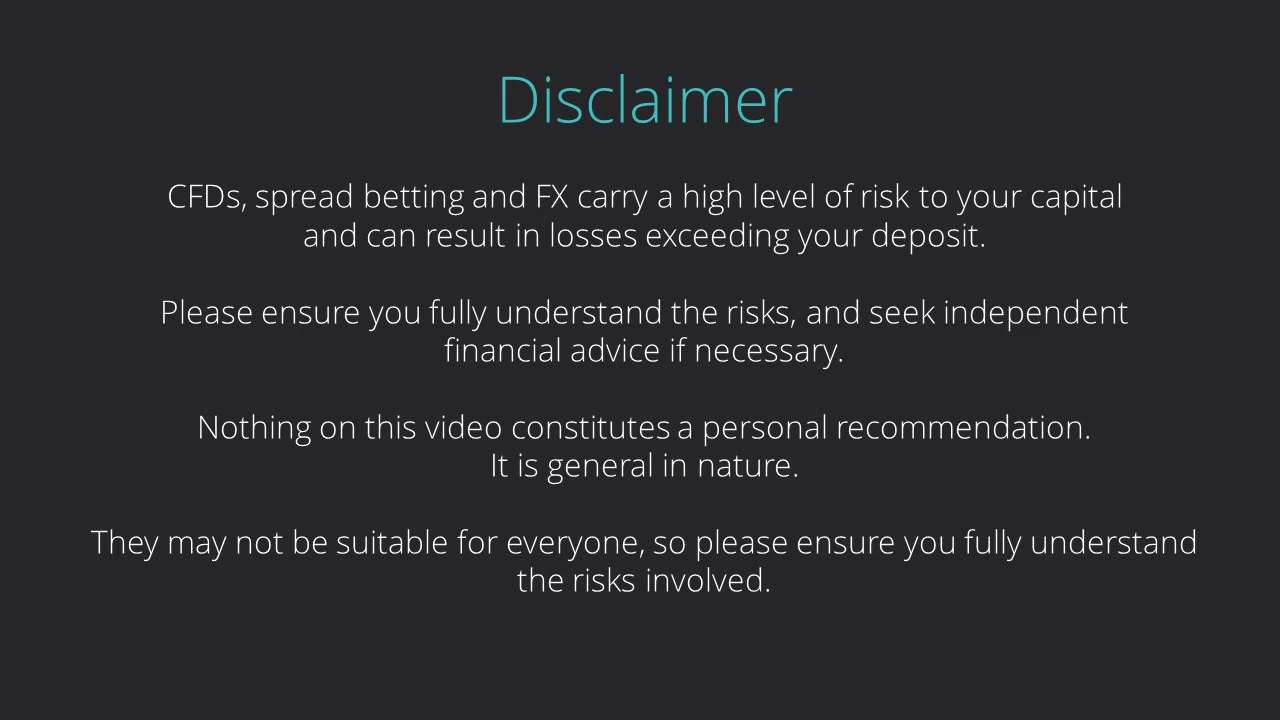 Disclaimer
CFDs, spread betting and FX carry a high level of risk to your capital
and can result in losses exceeding your deposit.
Please ensure you fully understand the risks, and seek independent
financial advice if necessary.
Nothing on this video constitutes a personal recommendation.
It is general in nature.
They may not be suitable for everyone, so please ensure you fully understand
the risks involved.